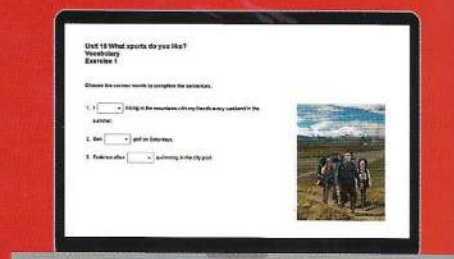 Unit 10 What sports do you like?
Vocabulary
Exercise 1
Choose the correct words to complete the sentences.
1. I hiking in the mountains with my friends every weekend in the
summer.
2. Ben golf on Saturdays.
3. often swimming in the city pool.